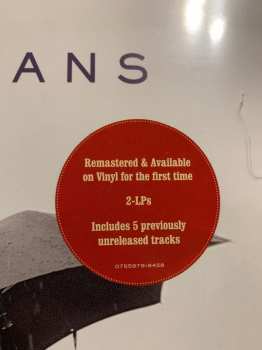 ANS
Remastered & Available
on Vinyl for the first time
2-LPs
Includes 5 previously
unreleased tracks